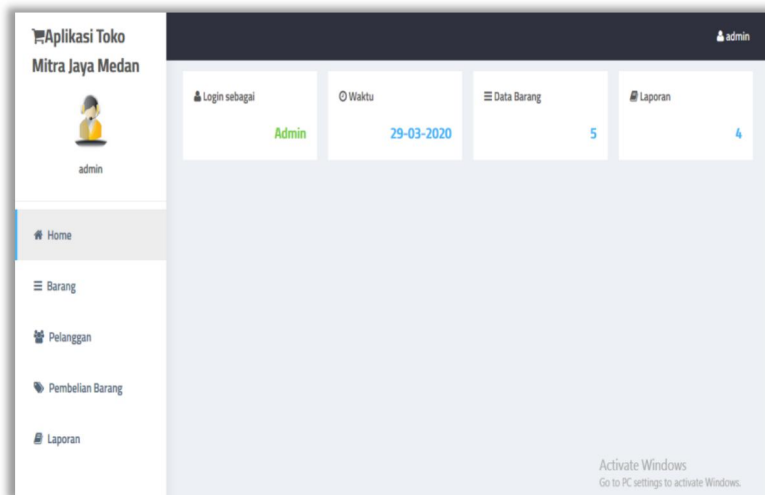 Aplikasi Toko
Mitra Jaya Medan
admin
Home
Barang
Pelanggan
Pembelian Barang
Laporan
admin
Login sebagai
Admin
Waktu
29-03-2020
Data Barang
5
Laporan
4
Activate Windows
Go to PC settings to activate Windows.